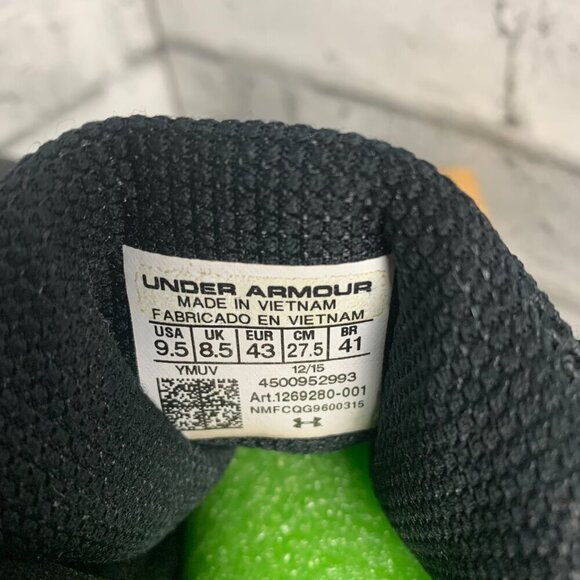 UNDER ARMOUR
MADE IN VIETNAM
FABRICADO EN VIETNAM
USA UK EUR CM BR
9.5 8.5 43 27.5 41
YMUV 12/15
4500952993
Art.1269280-001
NMFCQG9600315